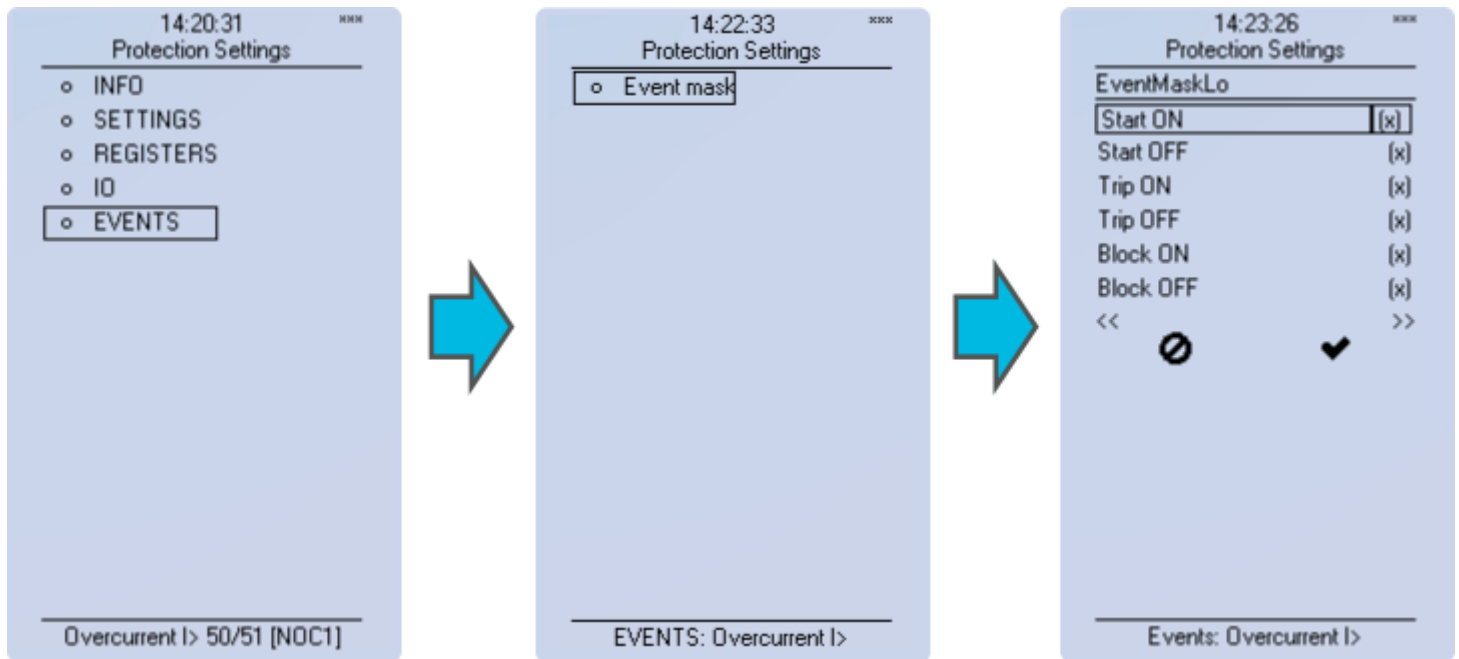 14:20:31 ***
Protection Settings
INFO
SETTINGS
REGISTERS
IO
EVENTS
Overcurrent I> 50/51 [NOC1]
14:22:33 ***
Protection Settings
Event mask
EVENTS: Overcurrent I>
14:23:26 ***
Protection Settings
EventMaskLo
Start ON (x)
Start OFF (x)
Trip ON (x)
Trip OFF (x)
Block ON (x)
Block OFF (x)
<< >>
Events: Overcurrent I>